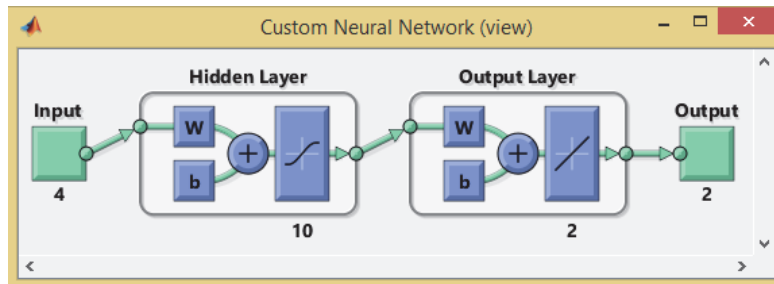 Custom Neural Network (view)
Hidden Layer
Output Layer
Input
Output
W
W
b
b
4
10
2
2